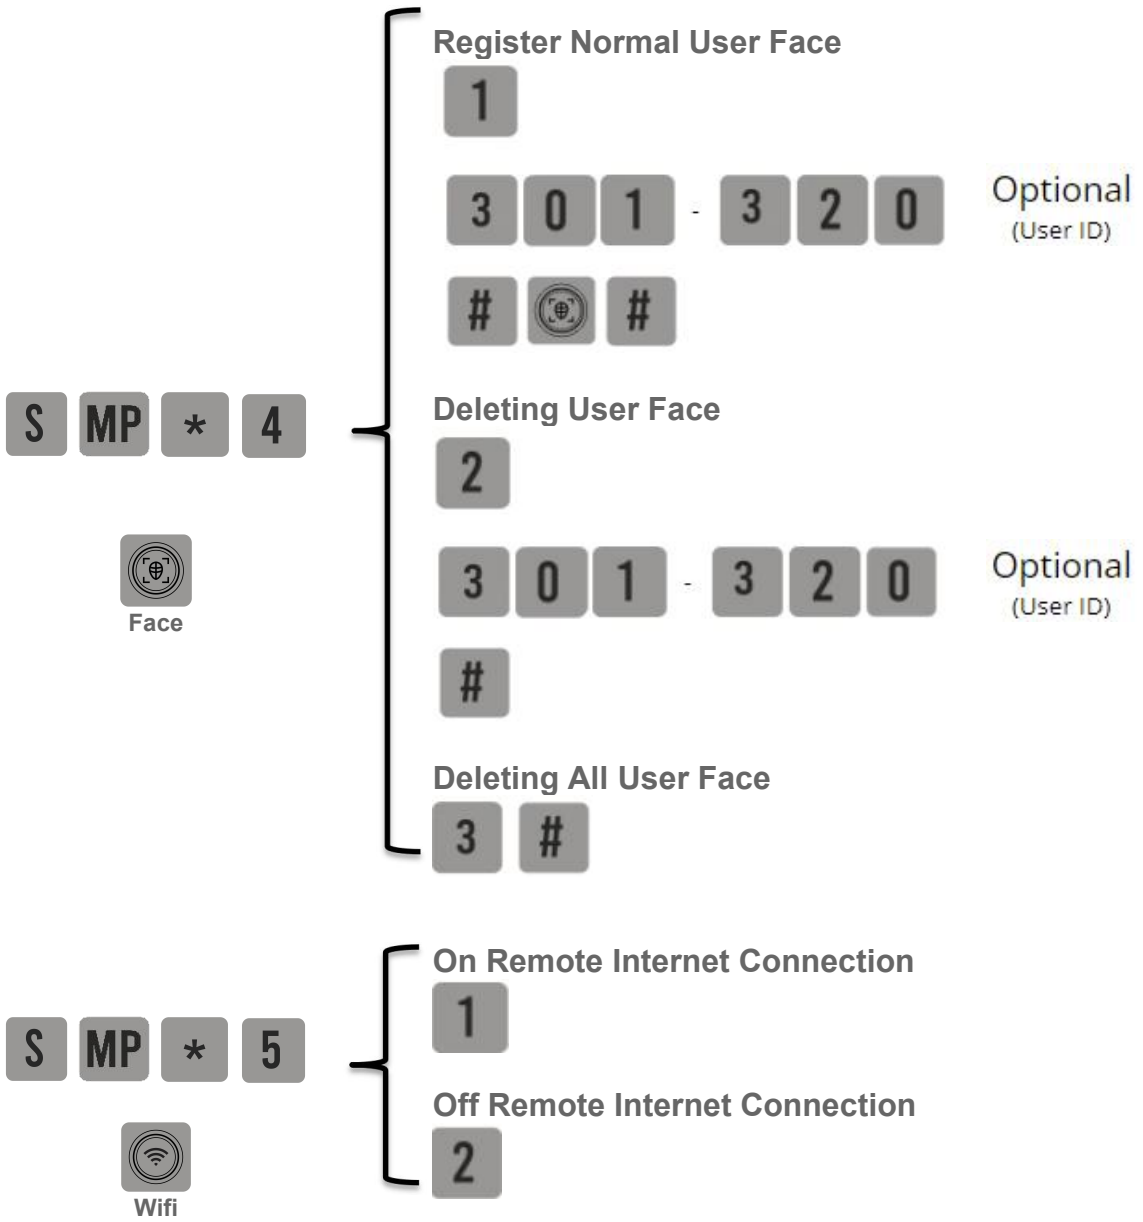 Register Normal User Face
1
3 0 1 - 3 2 0 Optional
(User ID)
# #
S MP * 4
Face
Deleting User Face
2
3 0 1 - 3 2 0 Optional
(User ID)
#
Deleting All User Face
3 #
S MP * 5
Wifi
On Remote Internet Connection
1
Off Remote Internet Connection
2